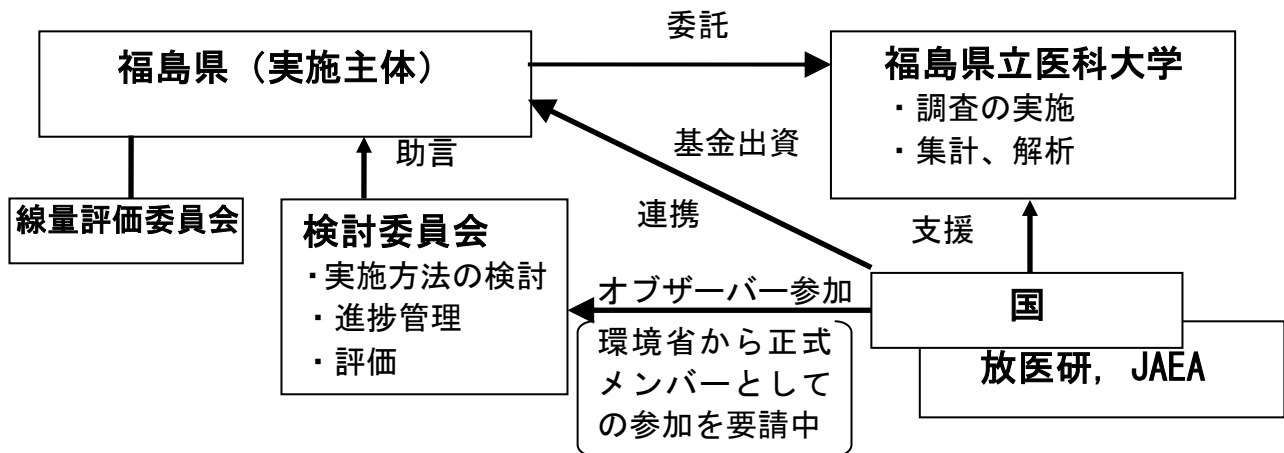 委託
福島県（実施主体）
福島県立医科大学
・調査の実施
・集計、解析
基金出資
助言
線量評価委員会
連携
支援
検討委員会
・実施方法の検討
・進捗管理
・評価
オブザーバー参加
国
環境省から正式
メンバーとして
の参加を要請中
放医研, JAEA